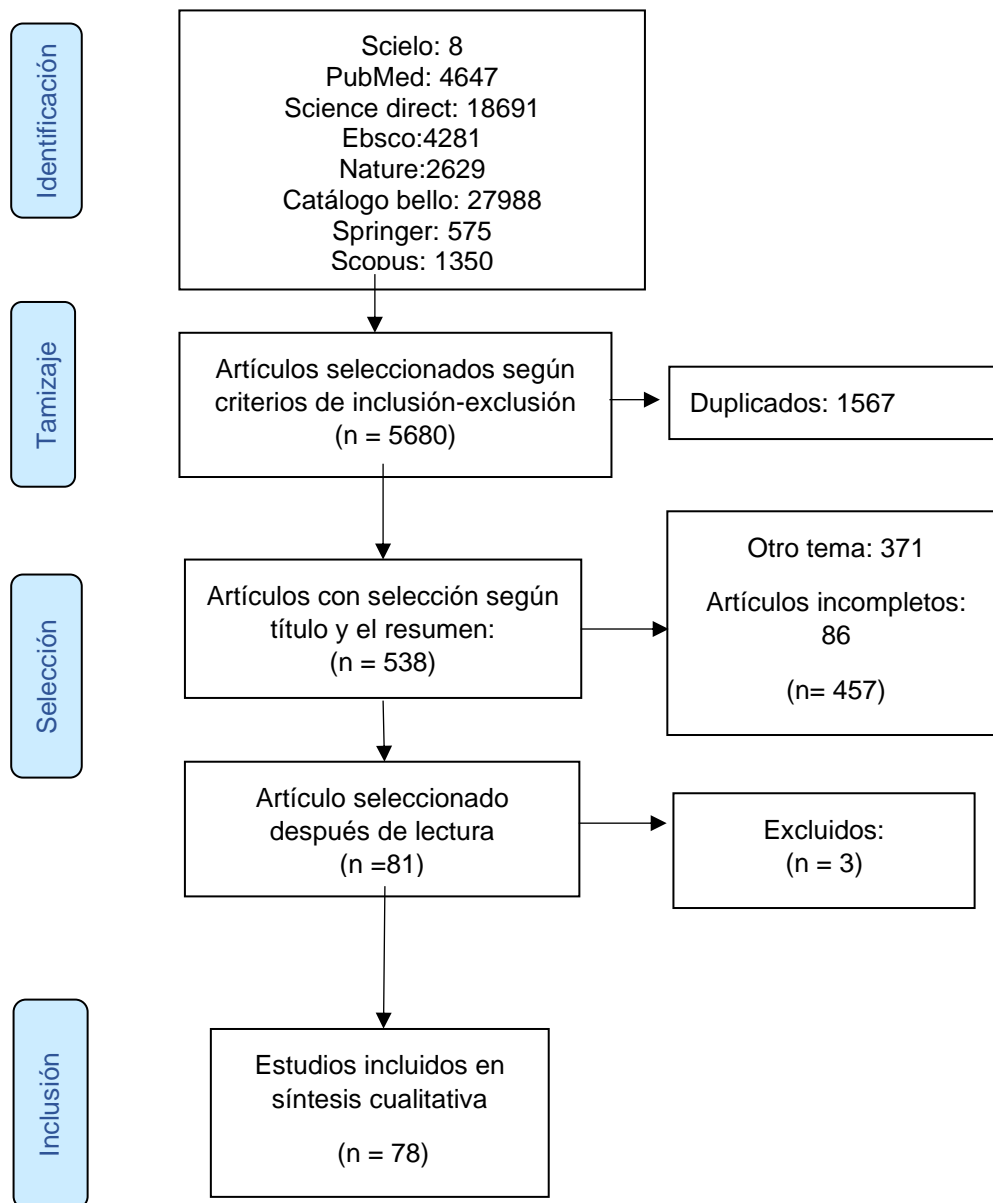 Identificación
Scielo: 8
PubMed: 4647
Science direct: 18691
Ebsco:4281
Nature:2629
Catálogo bello: 27988
Springer: 575
Scopus: 1350
Tamizaje
Artículos seleccionados según
criterios de inclusión-exclusión
(n = 5680)
Duplicados: 1567
Selección
Artículos con selección según
título y el resumen:
(n = 538)
Otro tema: 371
Artículos incompletos:
86
(n= 457)
Artículo seleccionado
después de lectura
(n =81)
Excluidos:
(n = 3)
Inclusión
Estudios incluidos en
síntesis cualitativa
(n = 78)